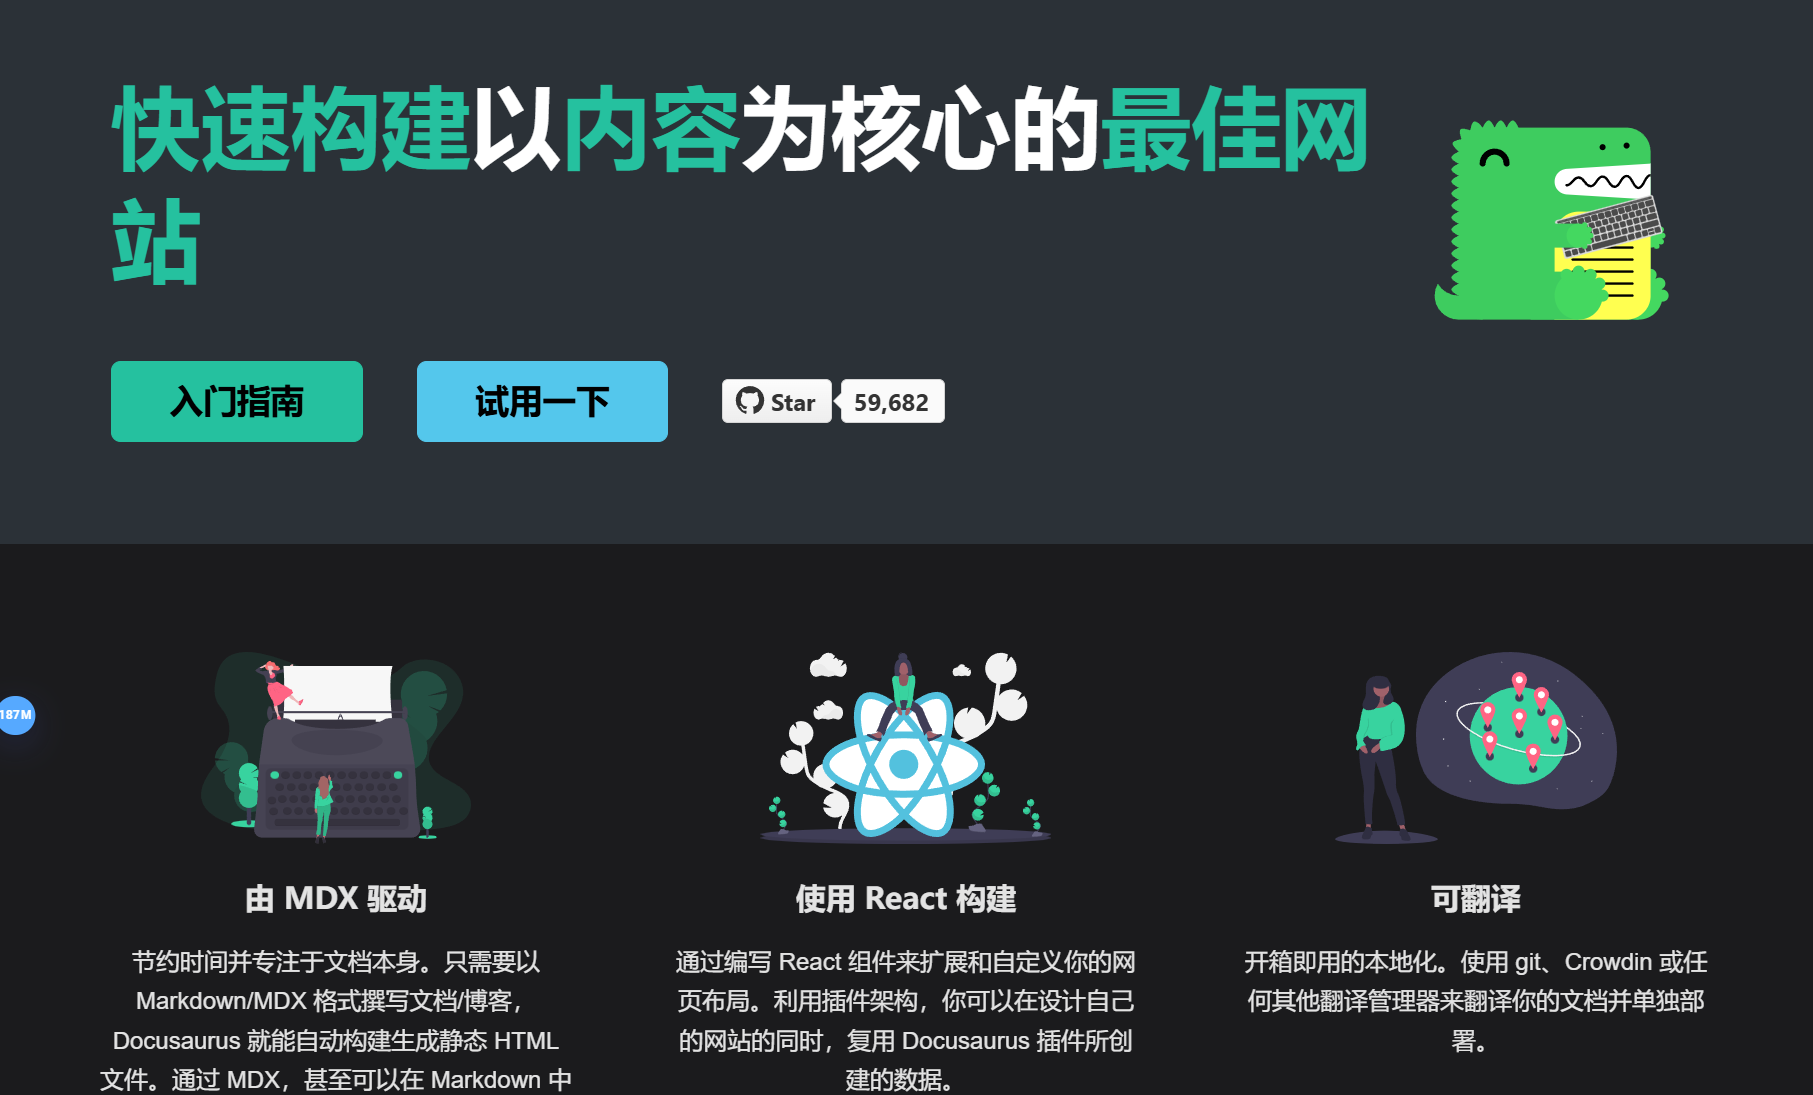 快速构建以内容为核心的最佳网
站
入门指南
试用一下
Star
59,682
187M
由 MDX 驱动
节约时间并专注于文档本身。只需要以
Markdown/MDX 格式撰写文档/博客，
Docusaurus 就能自动构建生成静态 HTML
文件。通过 MDX，甚至可以在 Markdown 中
使用 React 构建
通过编写 React 组件来扩展和自定义你的网
页布局。利用插件架构，你可以在设计自己
的网站的同时，复用 Docusaurus 插件所创
建的数据。
可翻译
开箱即用的本地化。使用 git、Crowdin 或任
何其他翻译管理器来翻译你的文档并单独部
署。